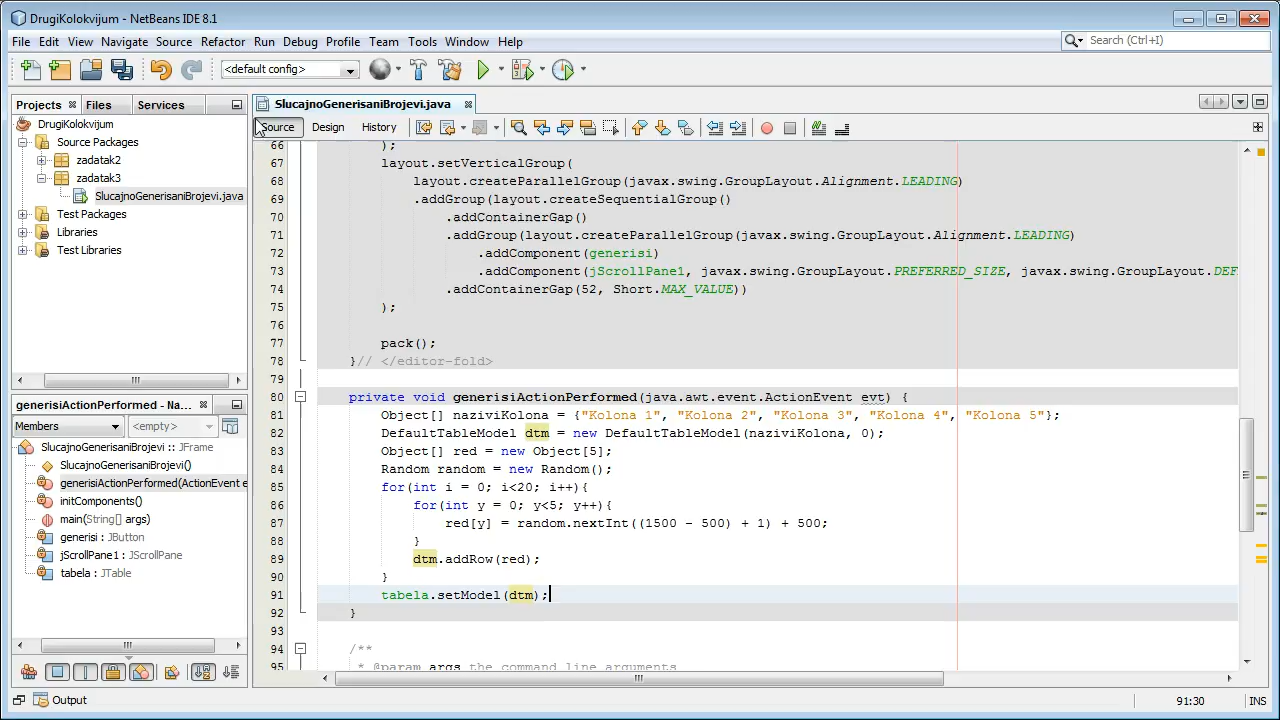 DrugiKolokvijum - NetBeans IDE 8.1
File Edit View Navigate Source Refactor Run Debug Profile Team Tools Window Help
Search (Ctrl+I)
<default config>
Projects Files Services
SlucajnoGenerisaniBrojevi.java
Source Design History
DrugiKolokvijum
Source Packages
zadatak2
zadatak3
SlucajnoGenerisaniBrojevi.java
Test Packages
Libraries
Test Libraries
generisiActionPerformed - Na...
Members <empty>
SlucajnoGenerisaniBrojevi :: JFrame
SlucajnoGenerisaniBrojevi()
generisiActionPerformed(ActionEvent e
initComponents()
main(String[] args)
generisi : JButton
jScrollPane1 : JScrollPane
tabela : JTable
66 );
67 layout.setVerticalGroup(
68 layout.createParallelGroup(javax.swing.GroupLayout.Alignment.LEADING)
69 .addGroup(layout.createSequentialGroup()
70 .addContainerGap()
71 .addGroup(layout.createParallelGroup(javax.swing.GroupLayout.Alignment.LEADING)
72 .addComponent(generisi)
73 .addComponent(jScrollPane1, javax.swing.GroupLayout.PREFERRED_SIZE, javax.swing.GroupLayout.DEF
74 .addContainerGap(52, Short.MAX_VALUE))
75 );
76
77 pack();
78 }// </editor-fold>
79
80 private void generisiActionPerformed(java.awt.event.ActionEvent evt) {
81 Object[] naziviKolona = {"Kolona 1", "Kolona 2", "Kolona 3", "Kolona 4", "Kolona 5"};
82 DefaultTableModel dtm = new DefaultTableModel(naziviKolona, 0);
83 Object[] red = new Object[5];
84 Random random = new Random();
85 for(int i = 0; i<20; i++){
86 for(int y = 0; y<5; y++){
87 red[y] = random.nextInt((1500 - 500) + 1) + 500;
88 }
89 dtm.addRow(red);
90 }
91 tabela.setModel(dtm);
92 }
93
94 /**
95 * @param args the command line arguments
Output
91:30 INS